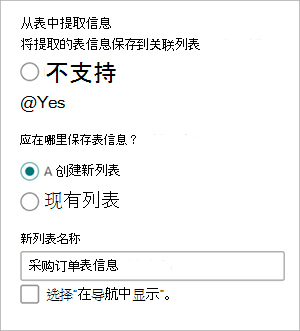 从表中提取信息
将提取的表信息保存到关联列表
不支持
@Yes
应在哪里保存表信息？
A 创建新列表
现有列表
新列表名称
采购订单表信息
选择"在导航中显示"。